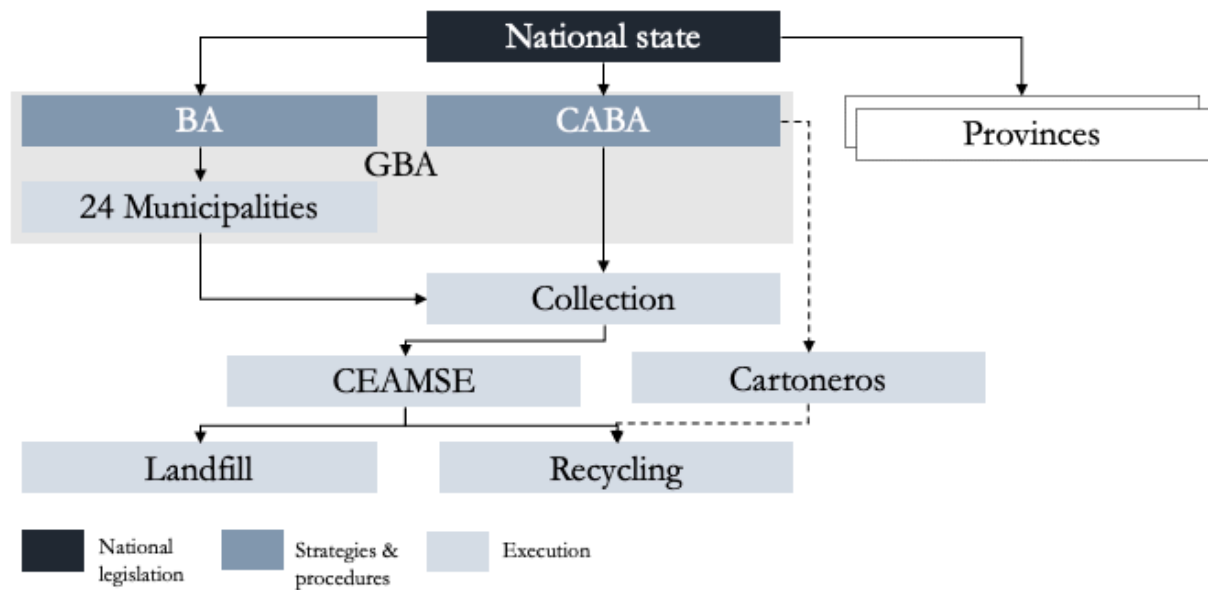 National state
BA
CABA
Provinces
GBA
24 Municipalities
Collection
CEAMSE
Cartoneros
Landfill
Recycling
National
legislation
Strategies &
procedures
Execution